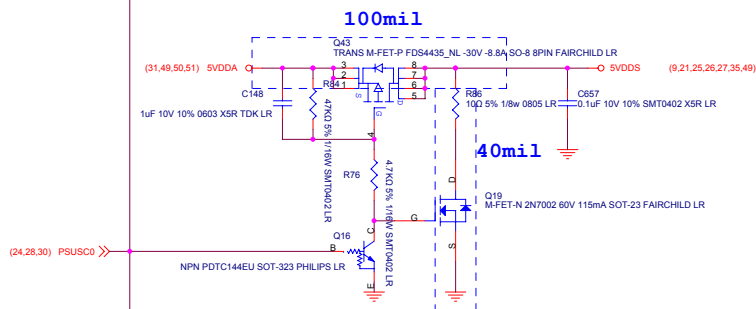 100mil
Q43
TRANS M-FET-P FDS4435_NL -30V -8.8A SO-8 8PIN FAIRCHILD LR
(31,49,50,51) 5VDDA
3
2
1
S
8
7
6
5
D
G
4
5VDDS (9,21,25,26,27,35,49)
C148
1uF 10V 10% 0603 X5R TDK LR
R84
47KΩ 5% 1/16W SMT0402 LR
R86
10Ω 5% 1/8w 0805 LR
C657
0.1uF 10V 10% SMT0402 X5R LR
40mil
R76
4.7KΩ 5% 1/16W SMT0402 LR
D
Q19
M-FET-N 2N7002 60V 115mA SOT-23 FAIRCHILD LR
G
S
C
Q16
B
(24,28,30) PSUSC0
NPN PDTC144EU SOT-323 PHILIPS LR
E